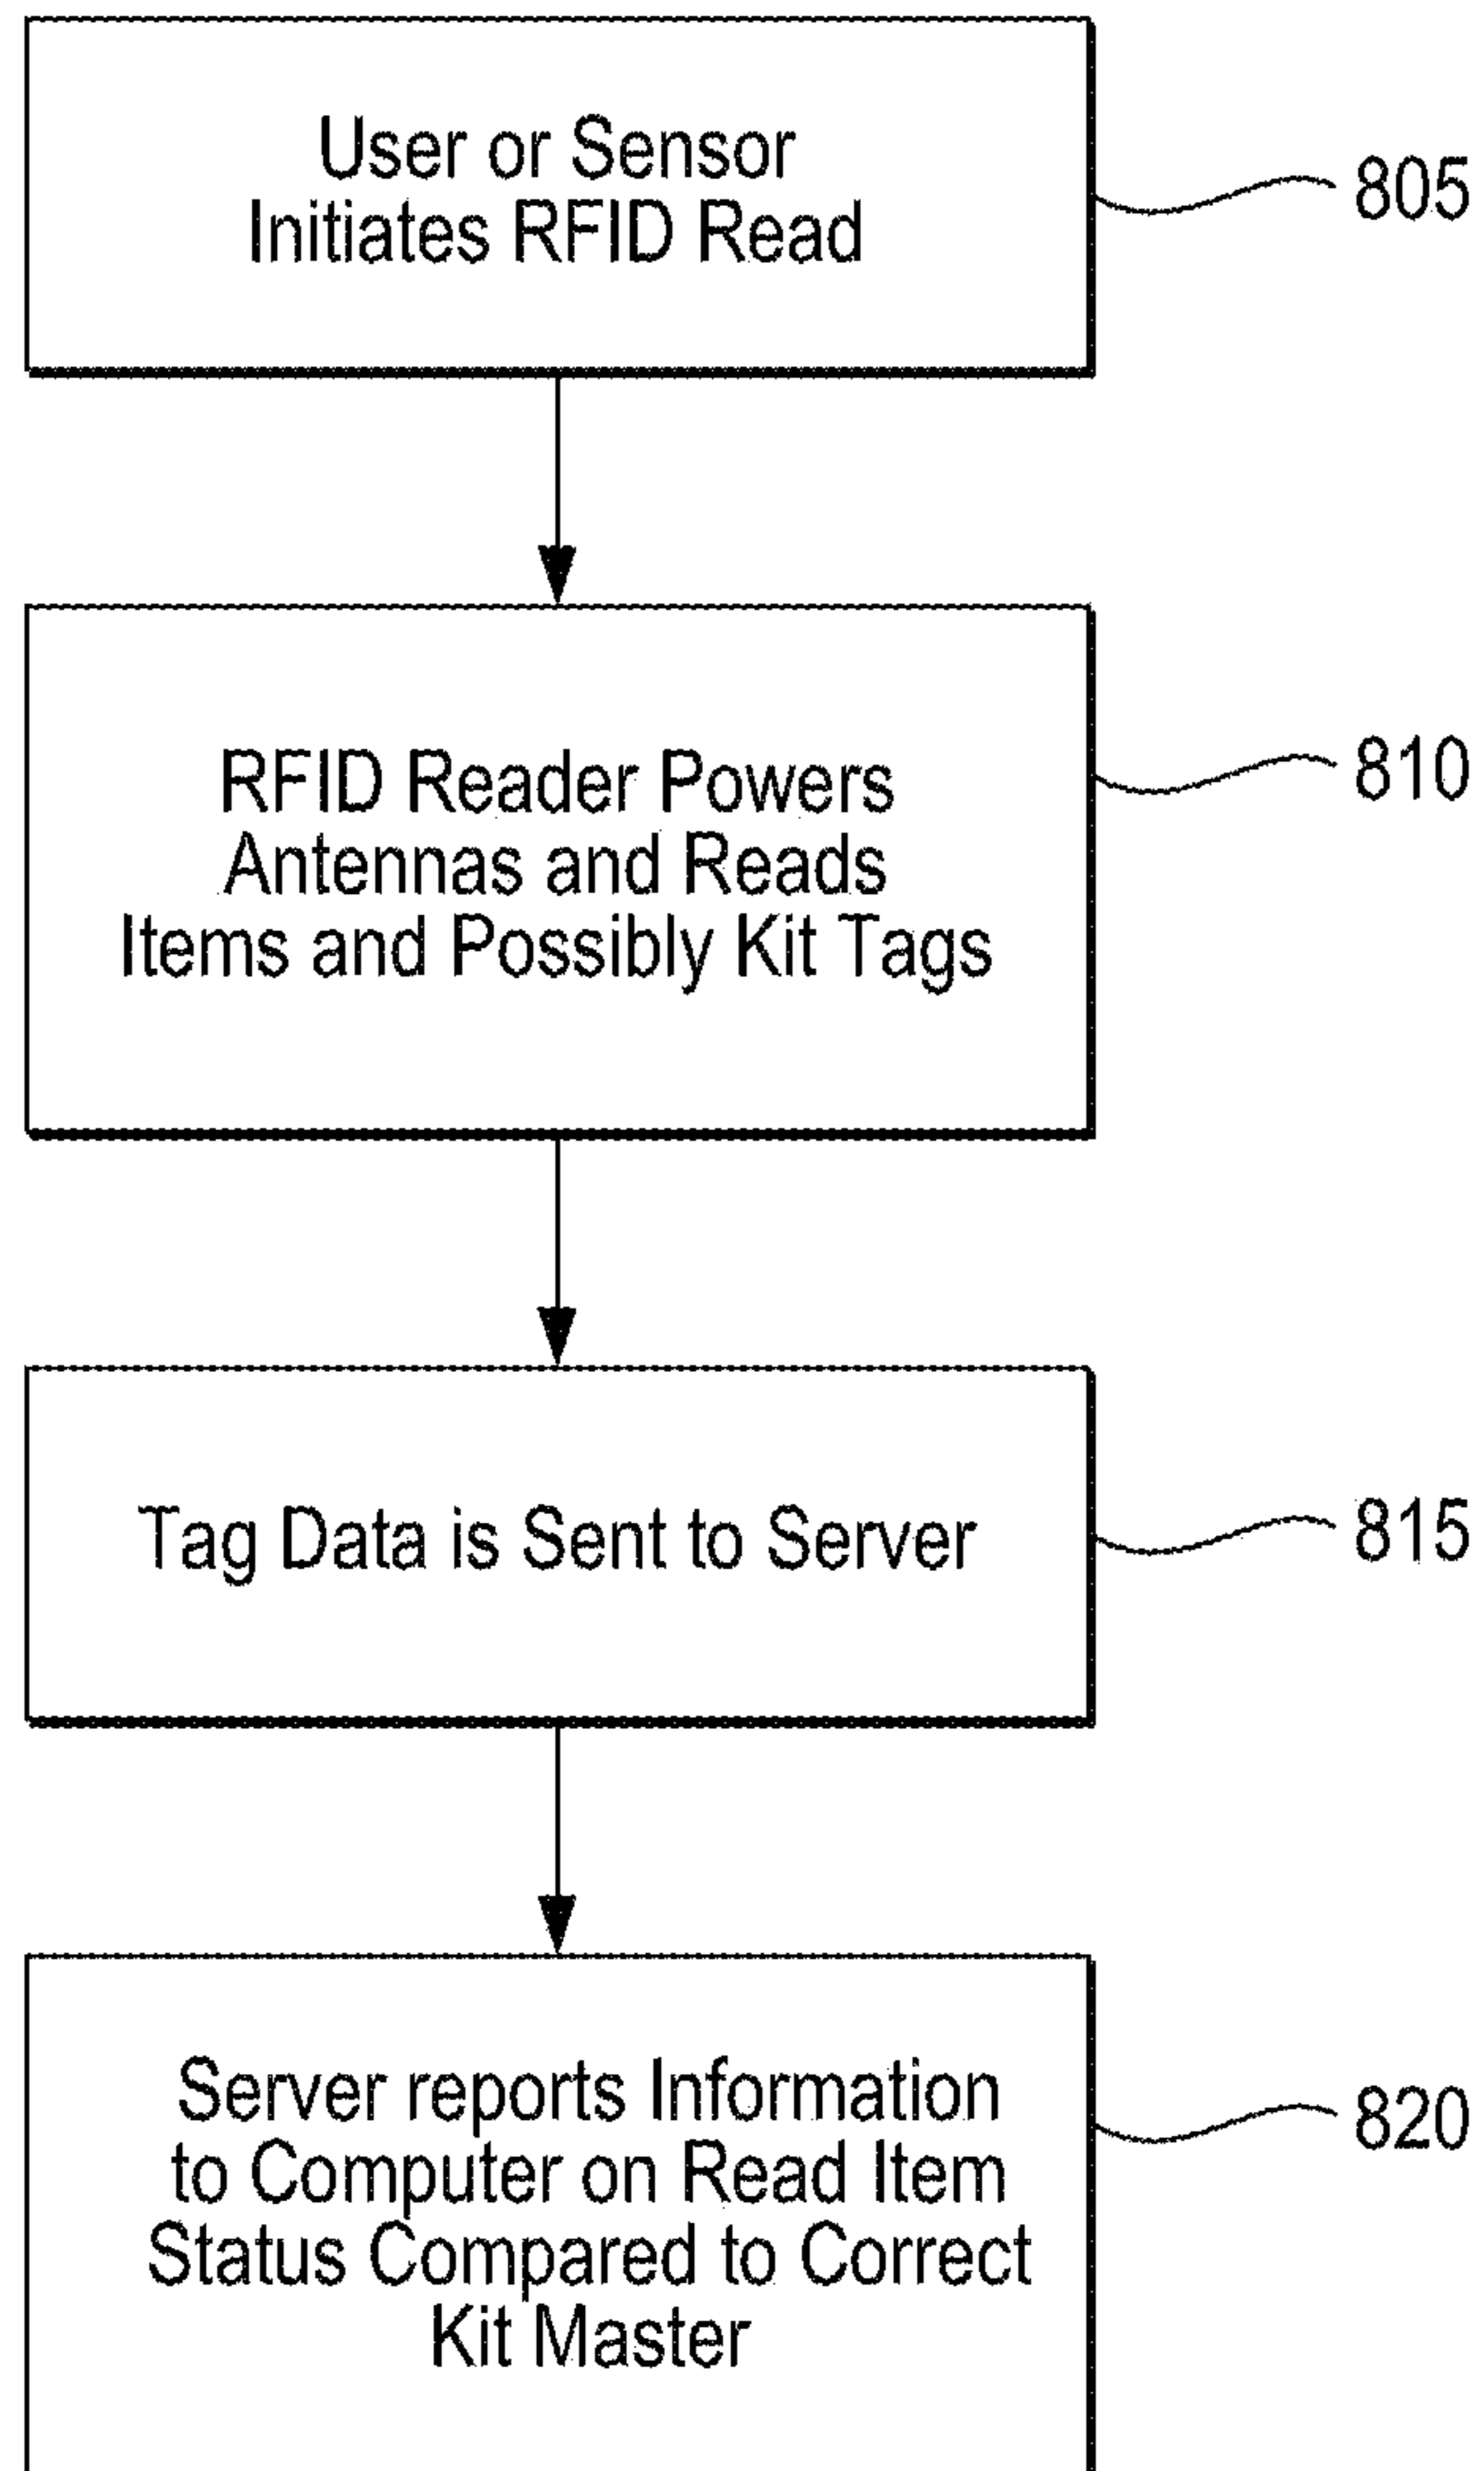 User or Sensor
Initiates RFID Read
805
RFID Reader Powers
Antennas and Reads
Items and Possibly Kit Tags
810
Tag Data is Sent to Server
815
Server reports Information
to Computer on Read Item
Status Compared to Correct
Kit Master
820